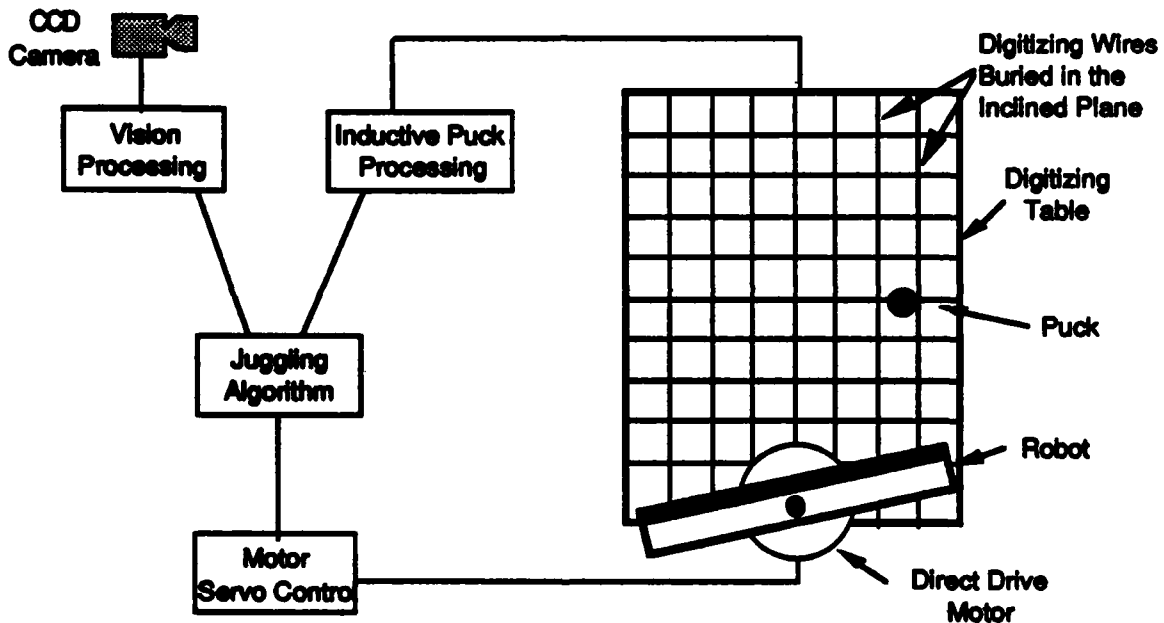 CCD
Camera
Vision
Processing
Inductive Puck
Processing
Juggling
Algorithm
Motor
Servo Control
Digitizing Wires
Buried in the
Inclined Plane
Digitizing
Table
Puck
Robot
Direct Drive
Motor